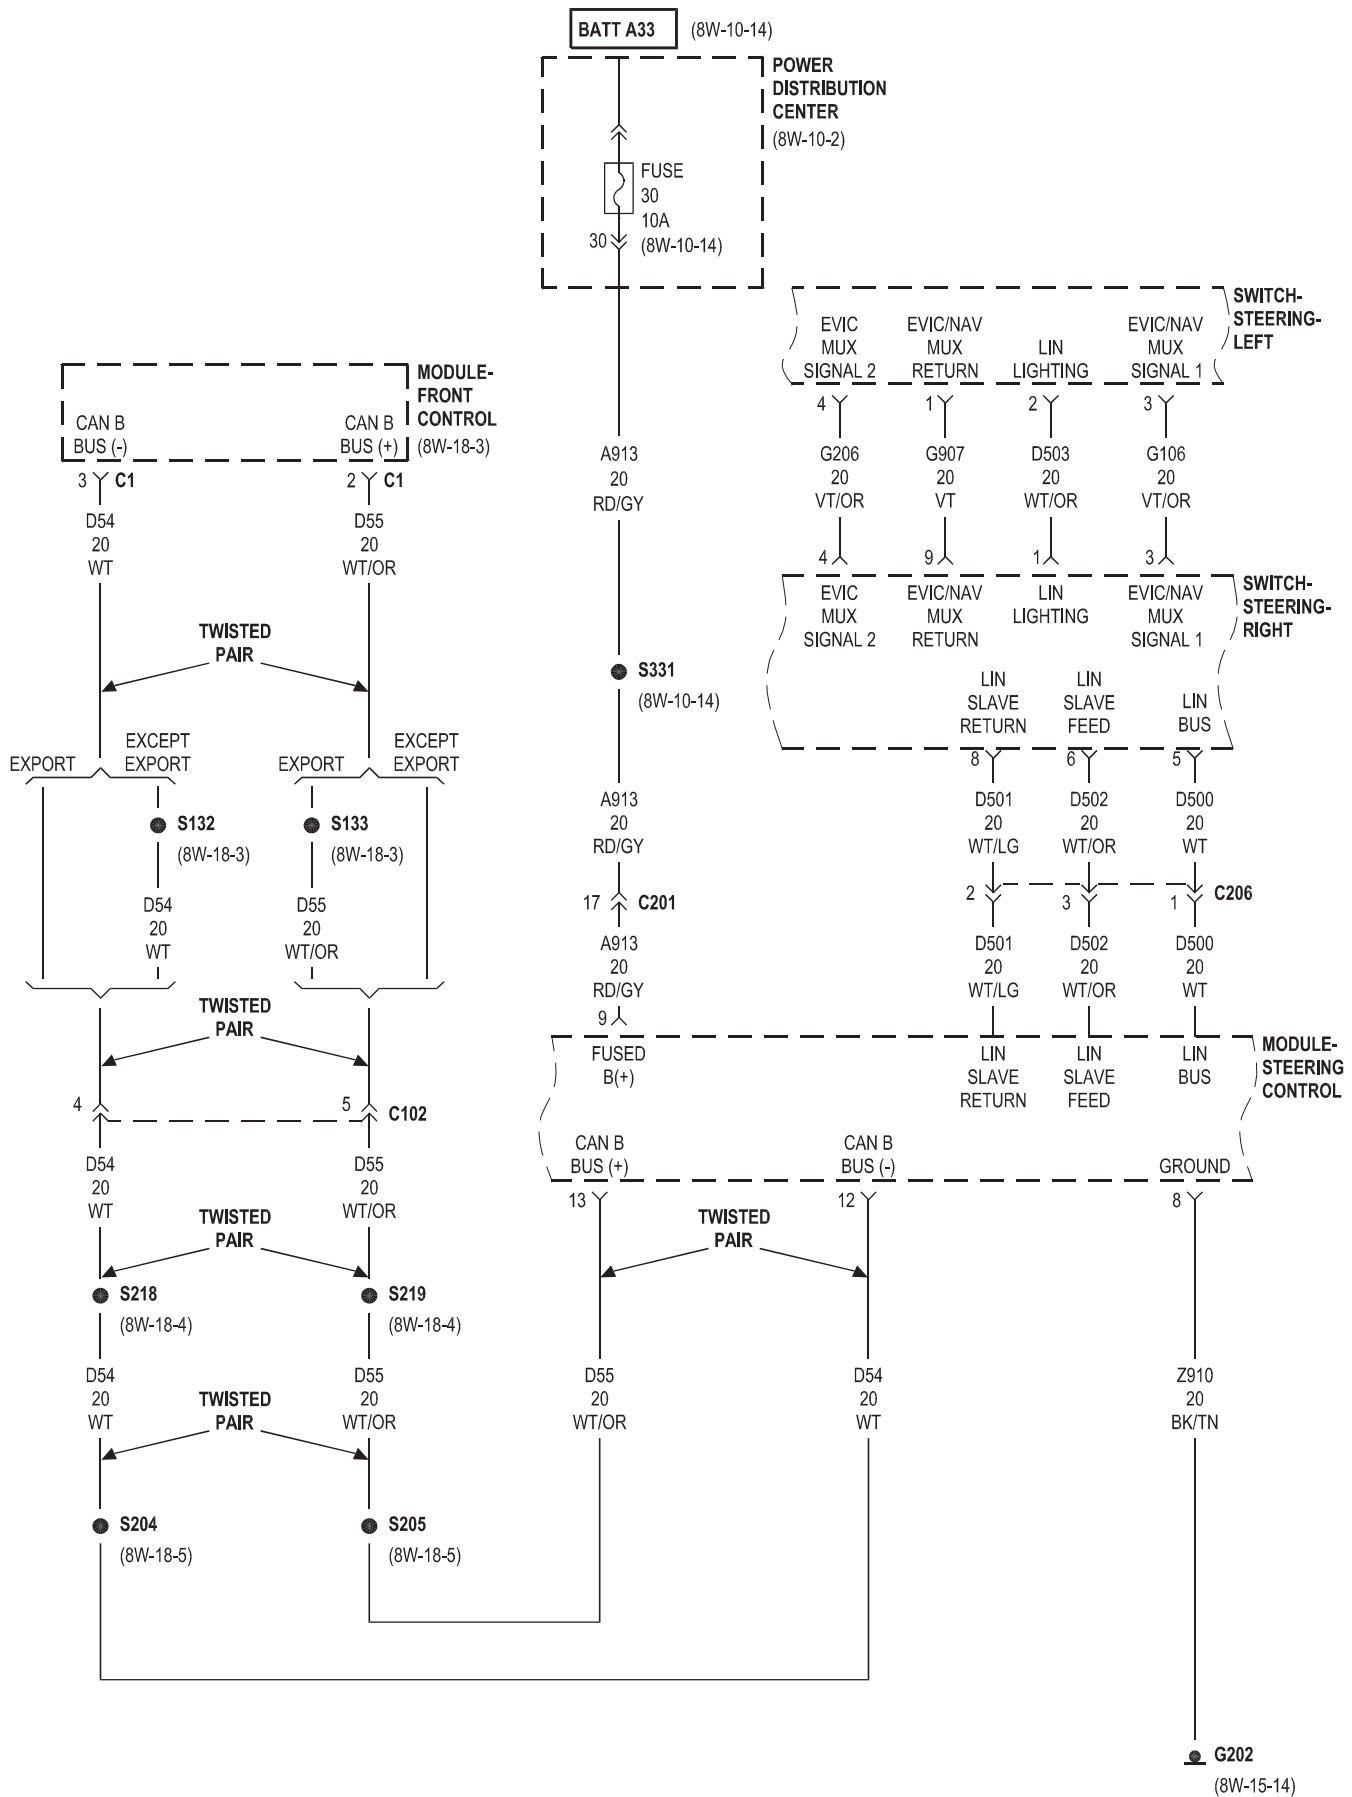 BATT A33 (8W-10-14)
POWER
DISTRIBUTION
CENTER
(8W-10-2)
FUSE
30
10A
30 (8W-10-14)
SWITCH-
STEERING-
LEFT
EVIC
MUX
SIGNAL 2
EVIC/NAV
MUX
RETURN
LIN
LIGHTING
EVIC/NAV
MUX
SIGNAL 1
4 1 2 3
MODULE-
FRONT
CONTROL
(8W-18-3)
CAN B
BUS (-)
CAN B
BUS (+)
3 C1 2 C1
D54
20
WT
D55
20
WT/OR
A913
20
RD/GY
G206
20
VT/OR
G907
20
VT
D503
20
WT/OR
G106
20
VT/OR
4 9 1 3
SWITCH-
STEERING-
RIGHT
EVIC
MUX
SIGNAL 2
EVIC/NAV
MUX
RETURN
LIN
LIGHTING
EVIC/NAV
MUX
SIGNAL 1
LIN
SLAVE
RETURN
LIN
SLAVE
FEED
LIN
BUS
8 6 5
TWISTED
PAIR
S331
(8W-10-14)
EXPORT
EXCEPT
EXPORT
EXPORT
EXCEPT
EXPORT
S132
(8W-18-3)
S133
(8W-18-3)
A913
20
RD/GY
D501
20
WT/LG
D502
20
WT/OR
D500
20
WT
D54
20
WT
D55
20
WT/OR
17 C201
2 3 1 C206
A913
20
RD/GY
D501
20
WT/LG
D502
20
WT/OR
D500
20
WT
TWISTED
PAIR
9
MODULE-
STEERING
CONTROL
FUSED
B(+)
LIN
SLAVE
RETURN
LIN
SLAVE
FEED
LIN
BUS
4 5 C102
CAN B
BUS (+)
CAN B
BUS (-)
GROUND
13 12 8
D54
20
WT
D55
20
WT/OR
TWISTED
PAIR
TWISTED
PAIR
S218
(8W-18-4)
S219
(8W-18-4)
D54
20
WT
D55
20
WT/OR
D55
20
WT/OR
D54
20
WT
Z910
20
BK/TN
TWISTED
PAIR
S204
(8W-18-5)
S205
(8W-18-5)
G202
(8W-15-14)